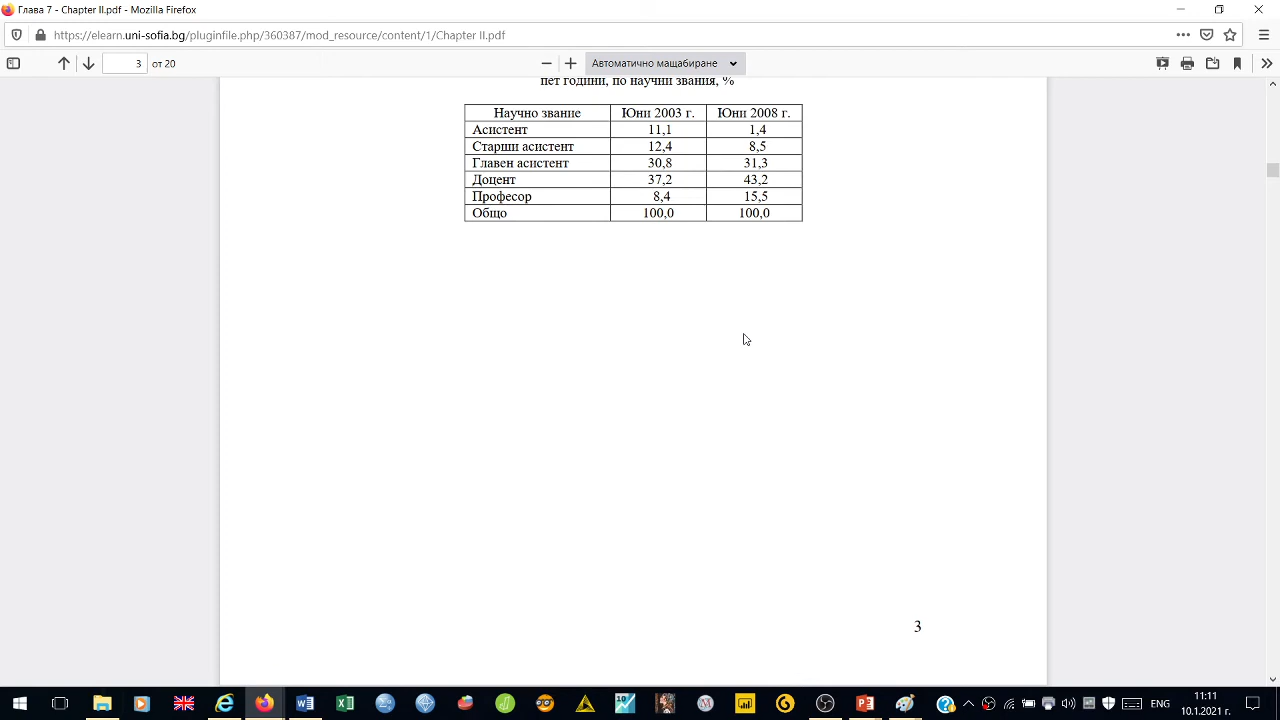 Глава 7 - Chapter II.pdf - Mozilla Firefox
https://elearn.uni-sofia.bg/pluginfile.php/360387/mod_resource/content/1/Chapter II.pdf
3 от 20
Автоматично мащабиране
пет години, по научни звания, %
Научно звание Юни 2003 г. Юни 2008 г.
Асистент 11,1 1,4
Старши асистент 12,4 8,5
Главен асистент 30,8 31,3
Доцент 37,2 43,2
Професор 8,4 15,5
Общо 100,0 100,0
3
10
ЕНГ
11:11
10.1.2021 г.